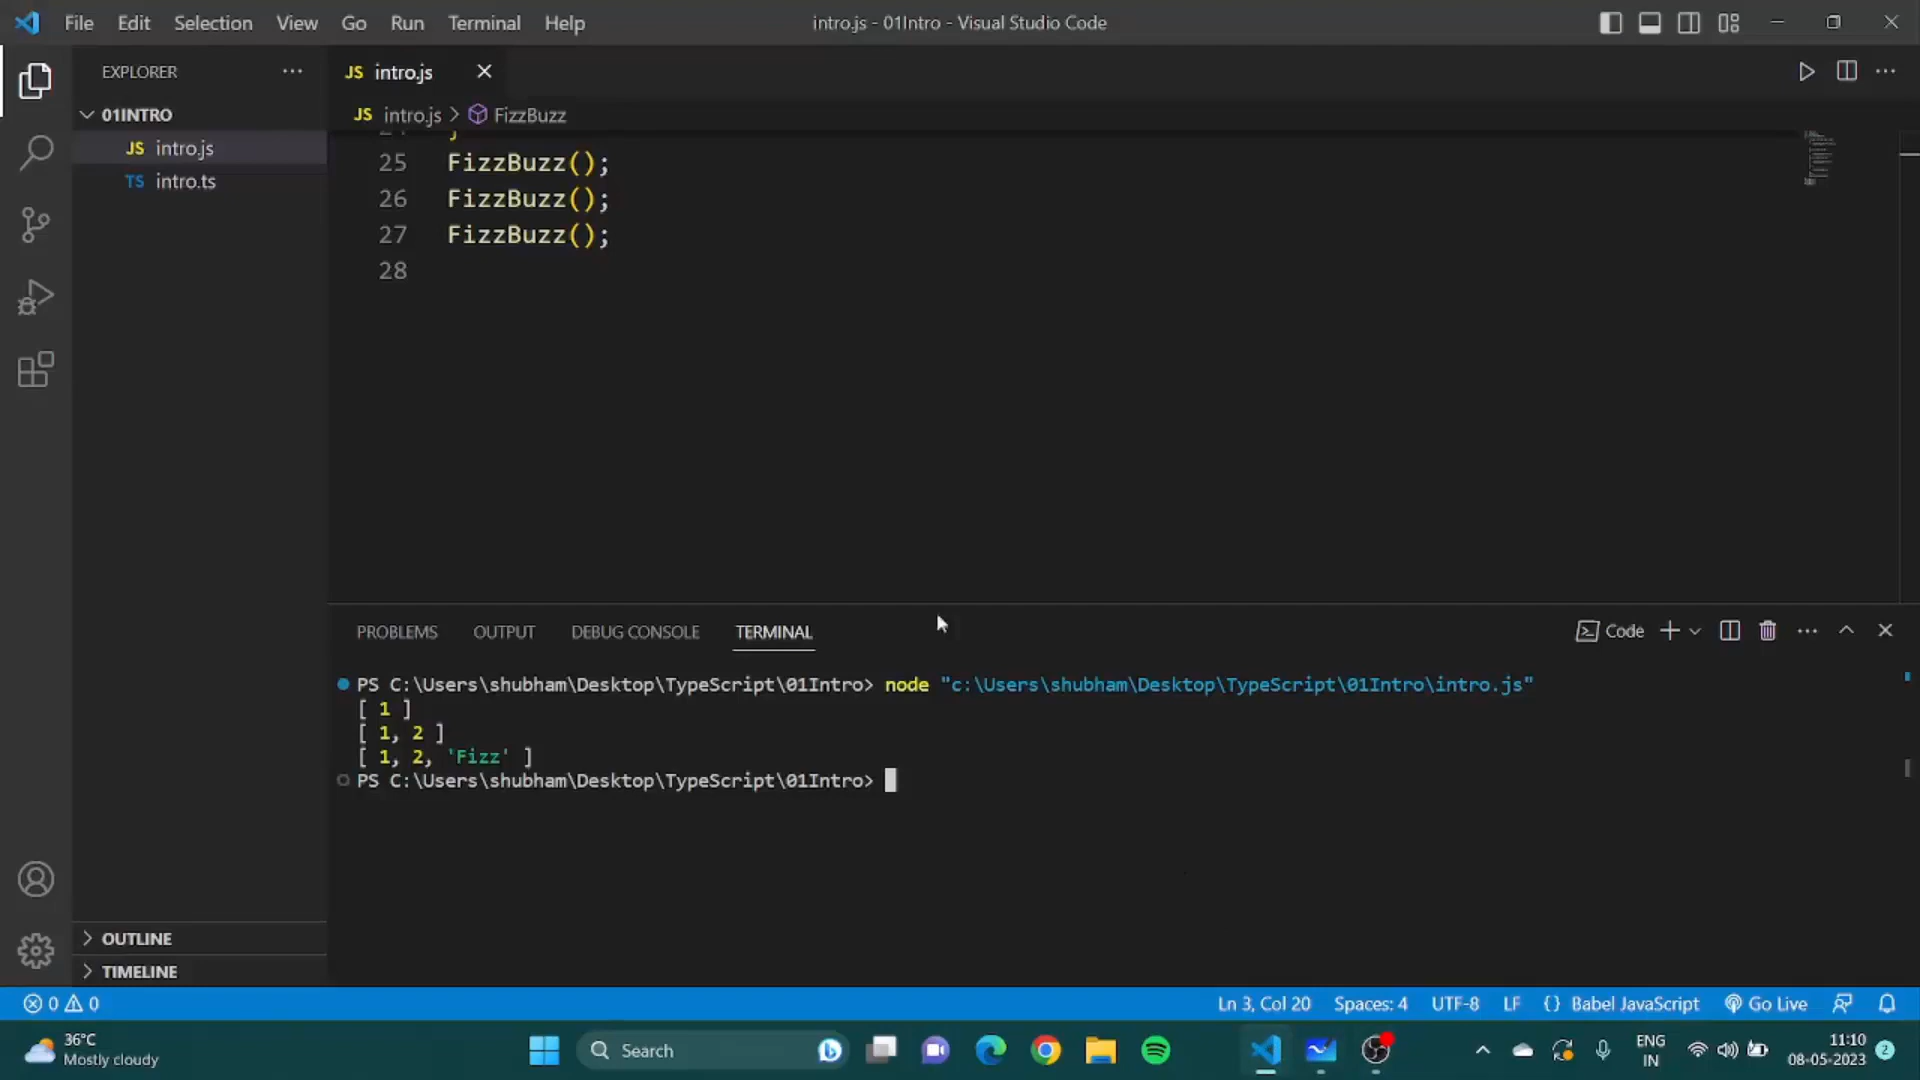 File Edit Selection View Go Run Terminal Help
intro.js - 01Intro - Visual Studio Code
EXPLORER
JS intro.js
01INTRO
JS intro.js > FizzBuzz
JS intro.js
TS intro.ts
25 FizzBuzz();
26 FizzBuzz();
27 FizzBuzz();
28
PROBLEMS OUTPUT DEBUG CONSOLE TERMINAL
Code
PS C:\Users\shubham\Desktop\TypeScript\01Intro> node "c:\Users\shubham\Desktop\TypeScript\01Intro\intro.js"
[ 1 ]
[ 1, 2 ]
[ 1, 2, 'Fizz' ]
PS C:\Users\shubham\Desktop\TypeScript\01Intro>
OUTLINE
TIMELINE
0 0
Ln 3, Col 20 Spaces: 4 UTF-8 LF {} Babel JavaScript Go Live
36°C
Mostly cloudy
Search
ENG
IN
11:10
08-05-2023
2